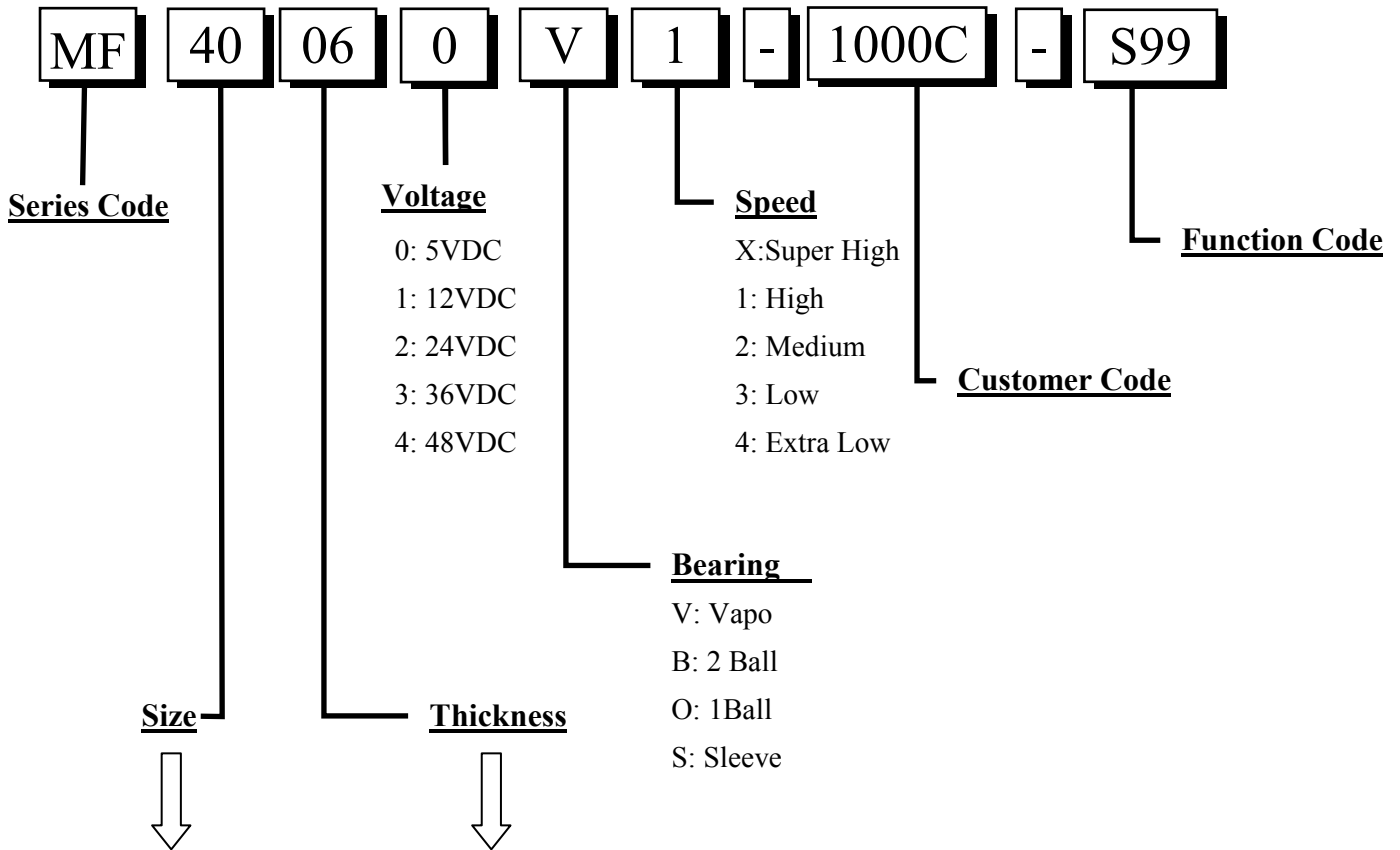 MF 40 06 0 V 1 - 1000C - S99
Series Code
Voltage
0: 5VDC
1: 12VDC
2: 24VDC
3: 36VDC
4: 48VDC
Speed
X:Super High
1: High
2: Medium
3: Low
4: Extra Low
Function Code
Customer Code
Bearing
V: Vapo
B: 2 Ball
O: 1Ball
S: Sleeve
Size
Thickness